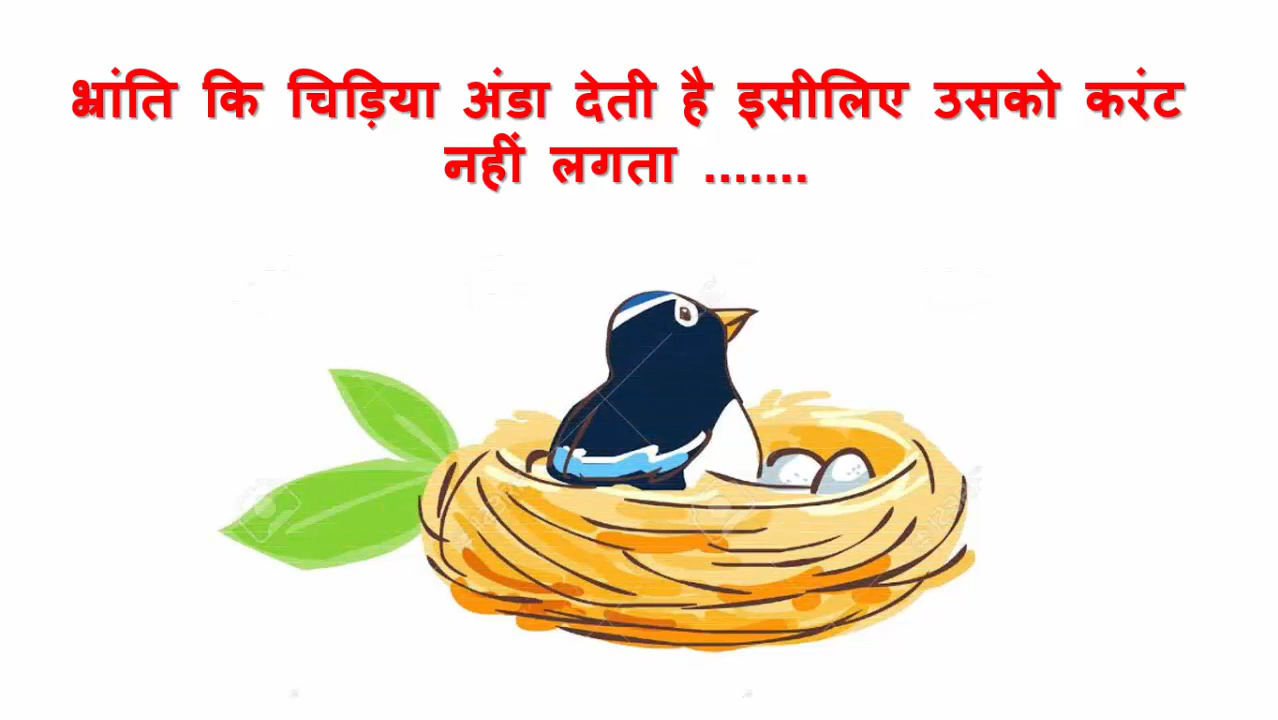 भ्रांति कि चिड़िया अंडा देती है इसीलिए उसको करंट
नहीं लगता .......